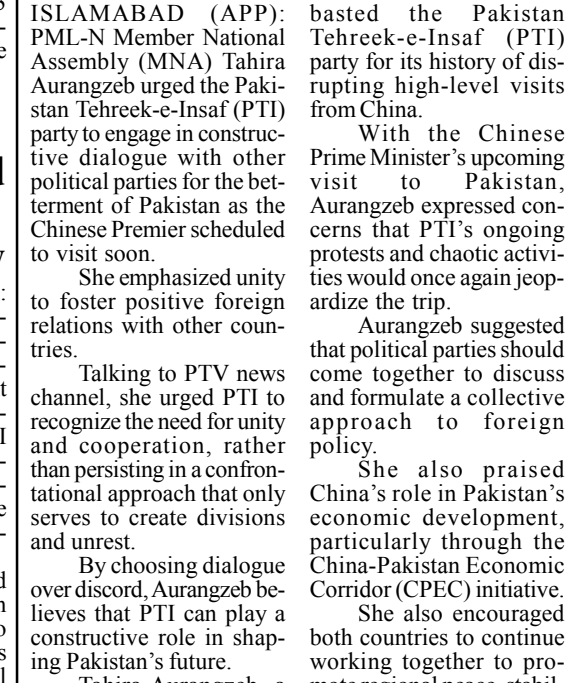 ISLAMABAD (APP):
PML-N Member National
Assembly (MNA) Tahira
Aurangzeb urged the Paki-
stan Tehreek-e-Insaf (PTI)
party to engage in construc-
tive dialogue with other
political parties for the bet-
terment of Pakistan as the
Chinese Premier scheduled
to visit soon.
She emphasized unity
to foster positive foreign
relations with other coun-
tries.
Talking to PTV news
channel, she urged PTI to
recognize the need for unity
and cooperation, rather
than persisting in a confron-
tational approach that only
serves to create divisions
and unrest.
By choosing dialogue
over discord, Aurangzeb be-
lieves that PTI can play a
constructive role in shap-
ing Pakistan's future.
Tahira Aurangzeb, a
basted the Pakistan
Tehreek-e-Insaf (PTI)
party for its history of dis-
rupting high-level visits
from China.
With the Chinese
Prime Minister's upcoming
visit to Pakistan,
Aurangzeb expressed con-
cerns that PTI's ongoing
protests and chaotic activi-
ties would once again jeop-
ardize the trip.
Aurangzeb suggested
that political parties should
come together to discuss
and formulate a collective
approach to foreign
policy.
She also praised
China's role in Pakistan's
economic development,
particularly through the
China-Pakistan Economic
Corridor (CPEC) initiative.
She also encouraged
both countries to continue
working together to pro-
mote regional peace, stabil-